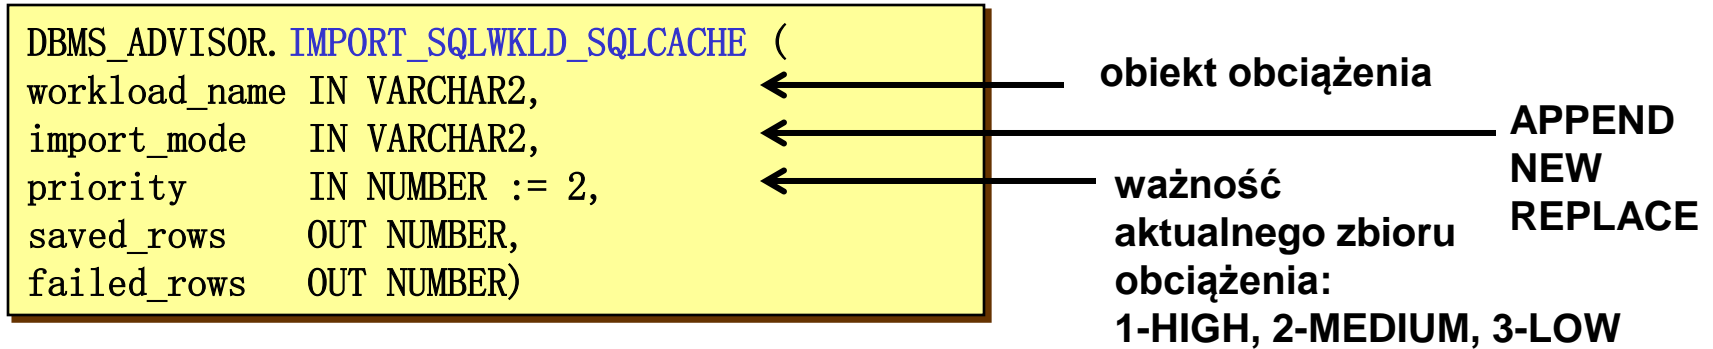 DBMS_ADVISOR.IMPORT_SQLWKLD_SQLCACHE (
workload_name IN VARCHAR2,
import_mode IN VARCHAR2,
priority IN NUMBER := 2,
saved_rows OUT NUMBER,
failed_rows OUT NUMBER)
obiekt obciążenia
APPEND
NEW
REPLACE
ważność
aktualnego zbioru
obciążenia:
1-HIGH, 2-MEDIUM, 3-LOW